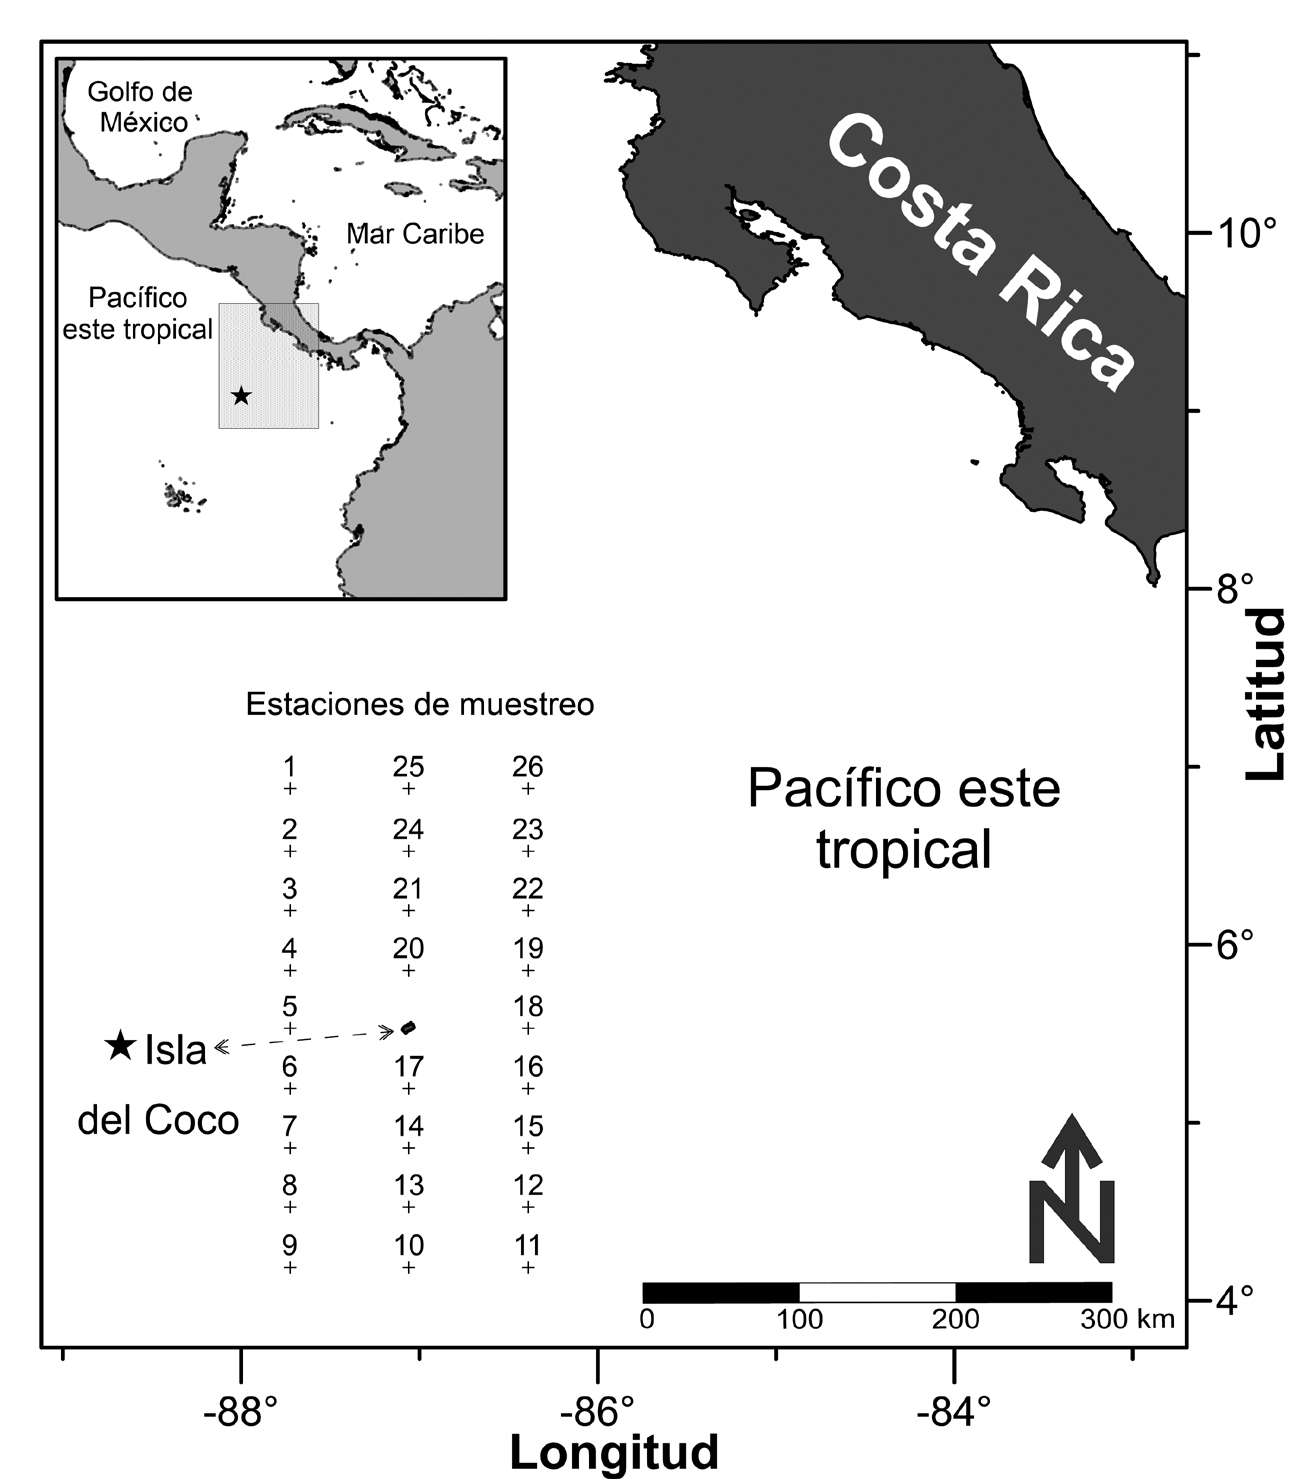 Golfo de
México
Mar Caribe
Pacífico
este tropical
Costa Rica
10°
8°
6°
4°
Latitud
Estaciones de muestreo
1 25 26
2 24 23
3 21 22
4 20 19
5 18
6 17 16
7 14 15
8 13 12
9 10 11
Isla
del Coco
Pacífico este
tropical
N
0 100 200 300 km
-88° -86° -84°
Longitud